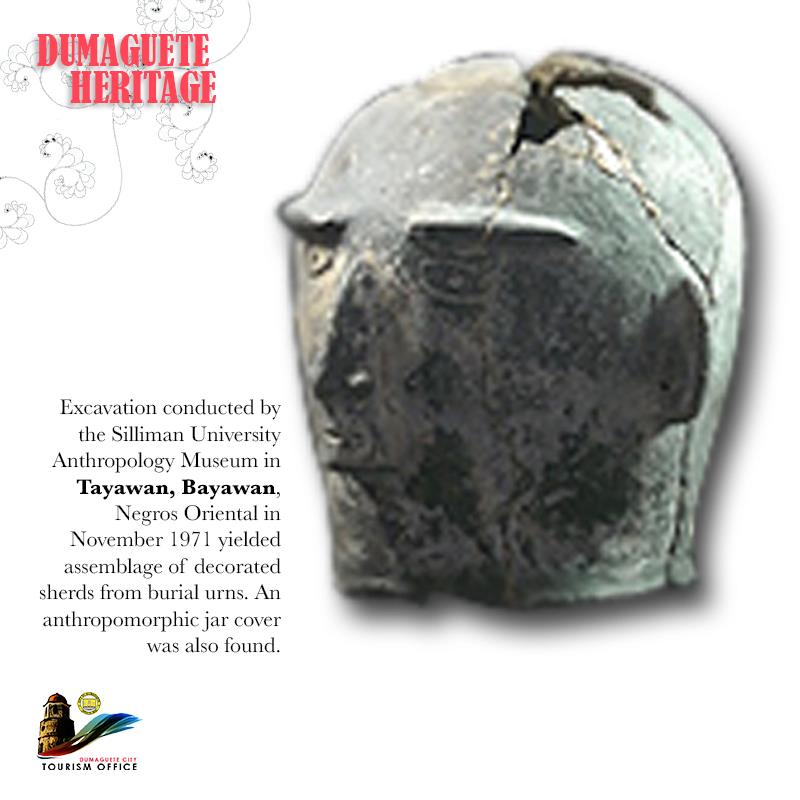 DUMAGUETE
HERITAGE
Excavation conducted by
the Silliman University
Anthropology Museum in
Tayawan, Bayawan,
Negros Oriental in
November 1971 yielded
assemblage of decorated
sherds from burial urns. An
anthropomorphic jar cover
was also found.
DUMAGUETE CITY
TOURISM OFFICE